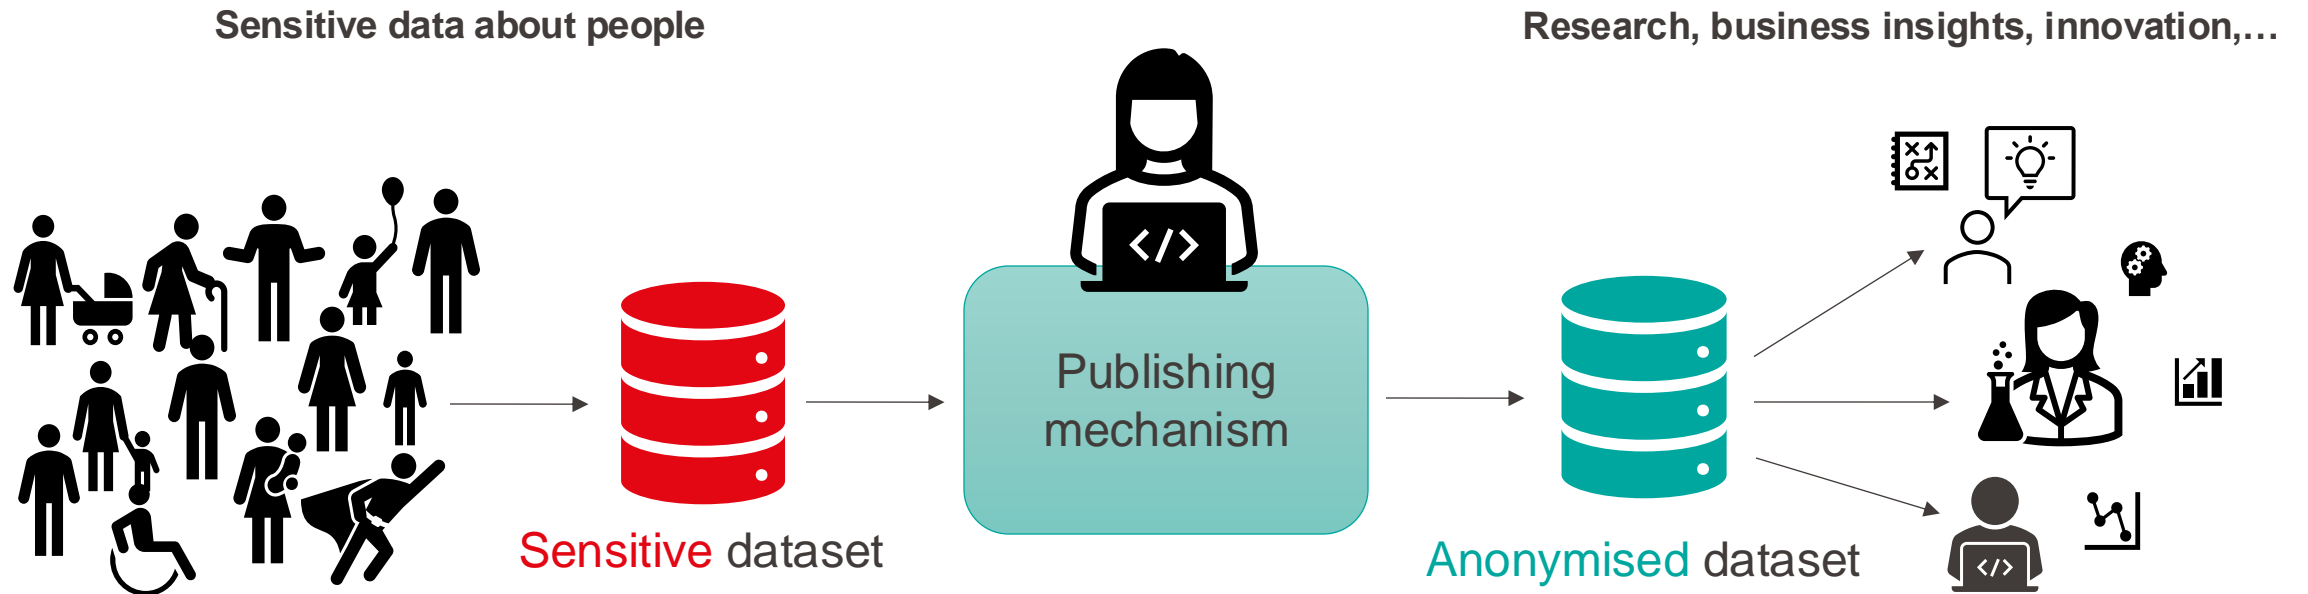 Sensitive data about people
Research, business insights, innovation,…
</>
Publishing
mechanism
Sensitive dataset
Anonymised dataset
</>